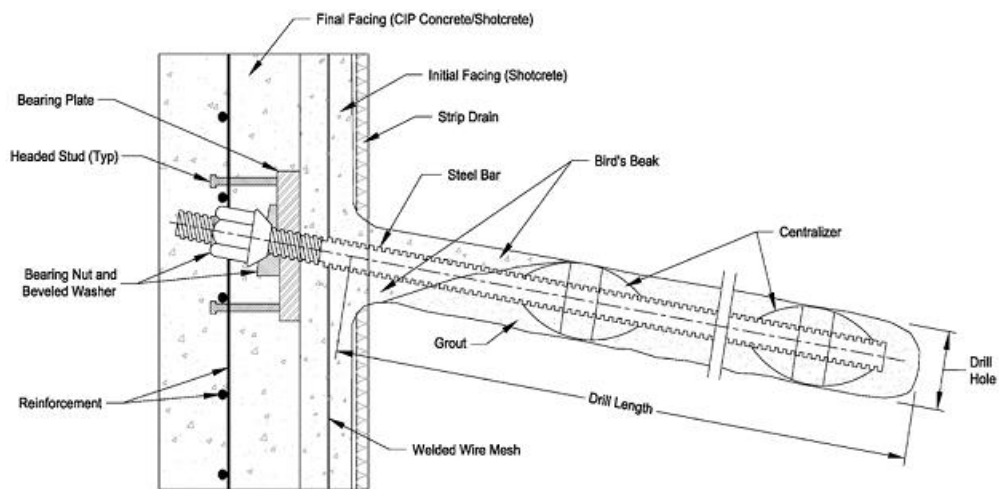 Final Facing (CIP Concrete/Shotcrete)
Initial Facing (Shotcrete)
Bearing Plate
Strip Drain
Headed Stud (Typ)
Bird's Beak
Steel Bar
Centralizer
Bearing Nut and
Beveled Washer
Grout
Drill
Hole
Drill Length
Reinforcement
Welded Wire Mesh